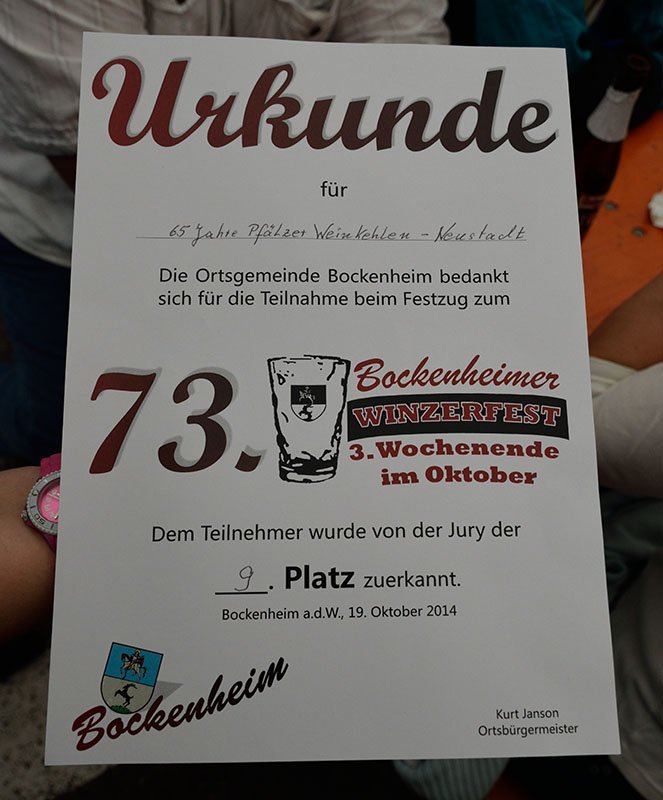 Urkunde
für
65 Jahre Pfälzer Weinkehlen - Neustadt
Die Ortsgemeinde Bockenheim bedankt
sich für die Teilnahme beim Festzug zum
73.
Bockenheimer
WINZERFEST
3. Wochenende
im Oktober
Dem Teilnehmer wurde von der Jury der
9. Platz zuerkannt.
Bockenheim a.d.W., 19. Oktober 2014
Bockenheim
Kurt Janson
Ortsbürgermeister